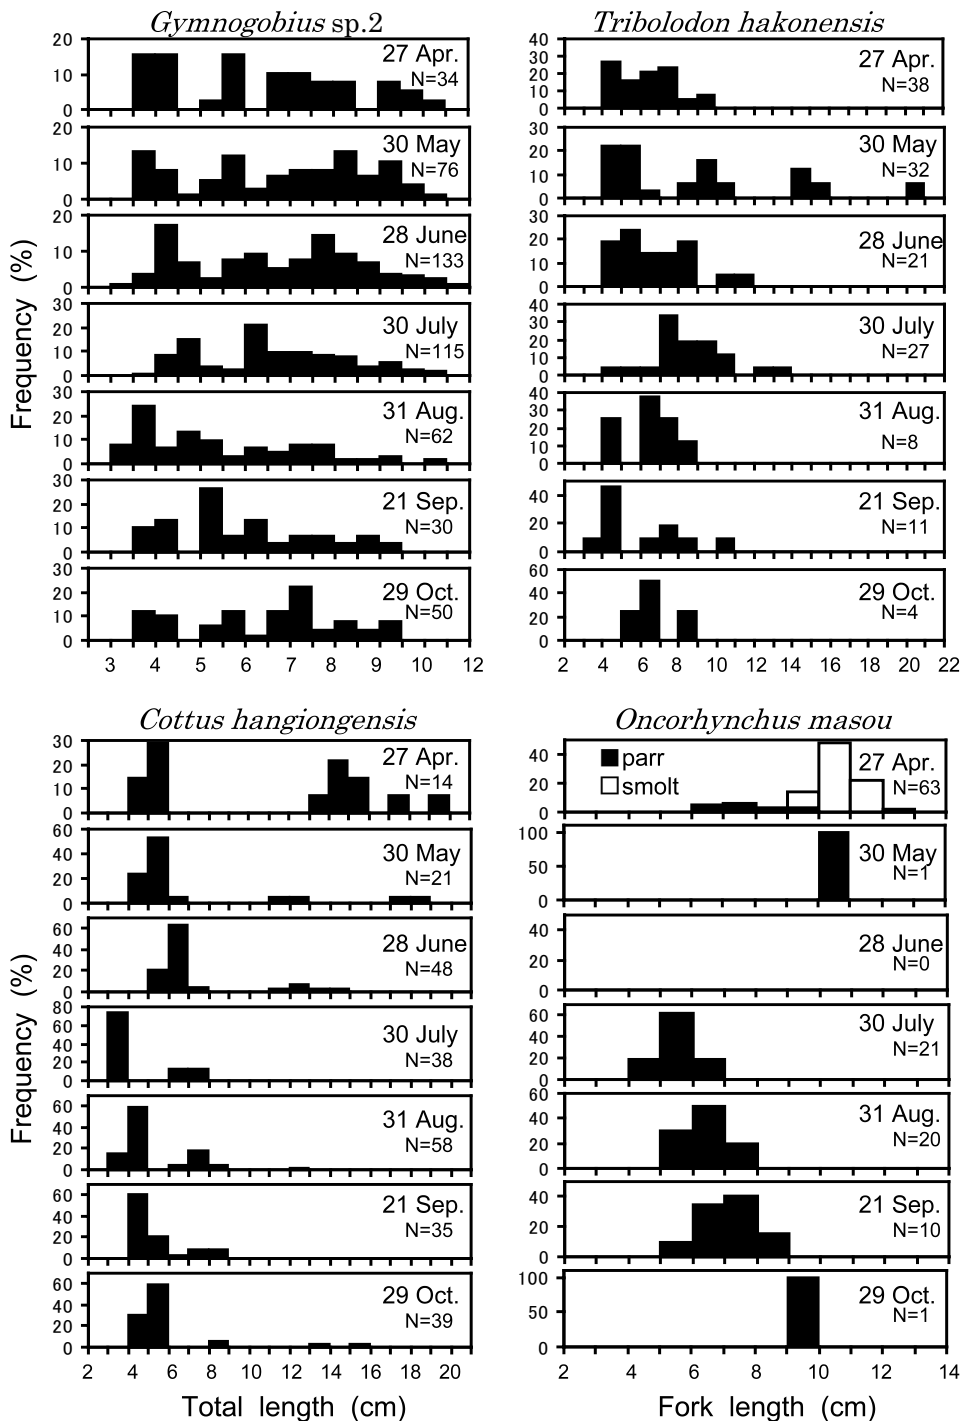 Gymnogobius sp.2
20
10
0
27 Apr.
N=34
20
10
0
30 May
N=76
20
10
0
28 June
N=133
30
20
10
0
30 July
N=115
30
20
10
0
31 Aug.
N=62
30
20
10
0
21 Sep.
N=30
30
20
10
0
29 Oct.
N=50
3 4 5 6 7 8 9 10 12
Frequency (%)
Tribolodon hakonensis
40
30
20
10
0
27 Apr.
N=38
30
20
10
0
30 May
N=32
30
20
10
0
28 June
N=21
40
30
20
10
0
30 July
N=27
40
30
20
10
0
31 Aug.
N=8
40
20
0
21 Sep.
N=11
60
40
20
0
29 Oct.
N=4
2 4 6 8 10 12 14 16 18 20 22
Cottus hangiongensis
30
20
10
0
27 Apr.
N=14
60
40
20
0
30 May
N=21
60
40
20
0
28 June
N=48
80
60
40
20
0
30 July
N=38
60
40
20
0
31 Aug.
N=58
60
40
20
0
21 Sep.
N=35
60
40
20
0
29 Oct.
N=39
2 4 6 8 10 12 14 16 18 20
Total length (cm)
Frequency (%)
Oncorhynchus masou
40
20
0
parr
smolt
27 Apr.
N=63
100
50
0
30 May
N=1
40
20
0
28 June
N=0
60
40
20
0
30 July
N=21
60
40
20
0
31 Aug.
N=20
40
20
0
21 Sep.
N=10
100
50
0
29 Oct.
N=1
2 4 6 8 10 12 14
Fork length (cm)